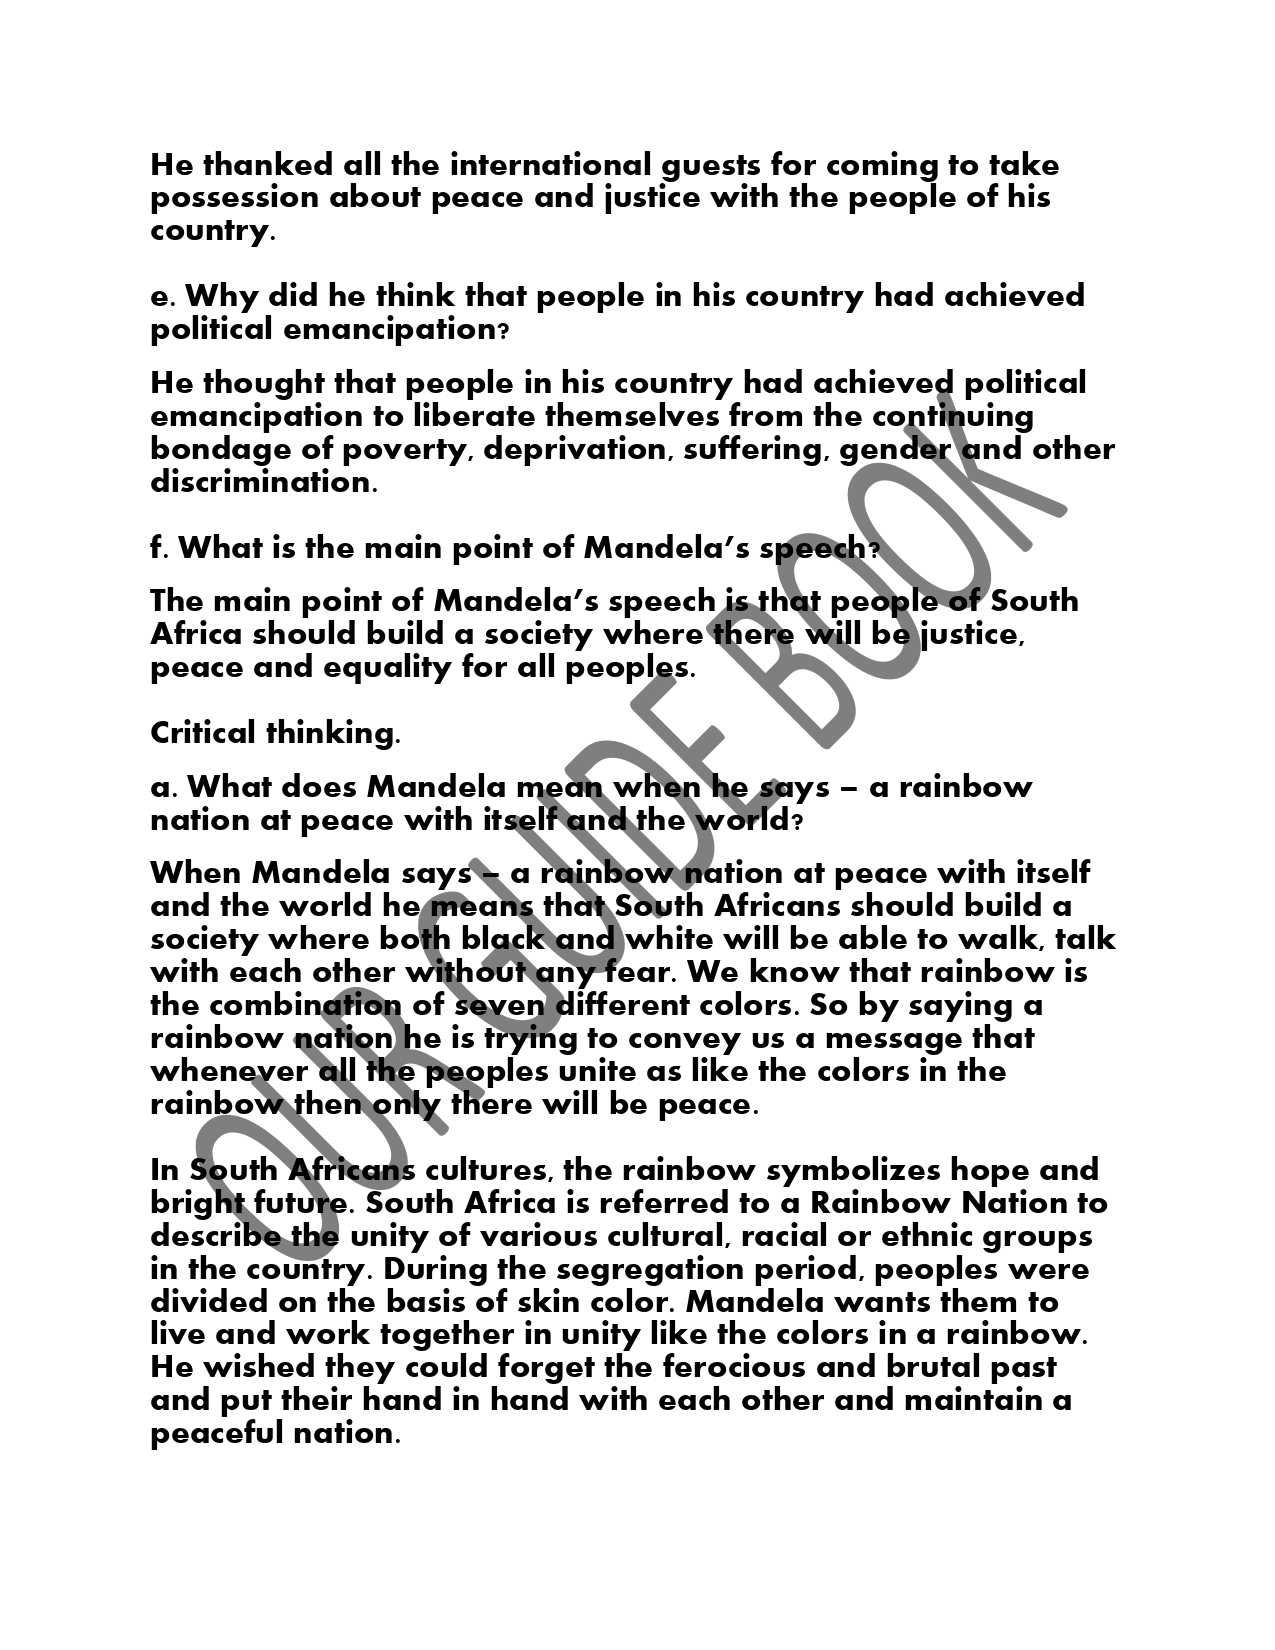 He thanked all the international guests for coming to take
possession about peace and justice with the people of his
country.
e. Why did he think that people in his country had achieved
political emancipation?
He thought that people in his country had achieved political
emancipation to liberate themselves from the continuing
bondage of poverty, deprivation, suffering, gender and other
discrimination.
f. What is the main point of Mandela's speech?
The main point of Mandela's speech is that people of South
Africa should build a society where there will be justice,
peace and equality for all peoples.
Critical thinking.
a. What does Mandela mean when he says – a rainbow
nation at peace with itself and the world?
When Mandela says – a rainbow nation at peace with itself
and the world he means that South Africans should build a
society where both black and white will be able to walk, talk
with each other without any fear. We know that rainbow is
the combination of seven different colors. So by saying a
rainbow nation he is trying to convey us a message that
whenever all the peoples unite as like the colors in the
rainbow then only there will be peace.
In South Africans cultures, the rainbow symbolizes hope and
bright future. South Africa is referred to a Rainbow Nation to
describe the unity of various cultural, racial or ethnic groups
in the country. During the segregation period, peoples were
divided on the basis of skin color. Mandela wants them to
live and work together in unity like the colors in a rainbow.
He wished they could forget the ferocious and brutal past
and put their hand in hand with each other and maintain a
peaceful nation.
OUR GUIDE BOOK